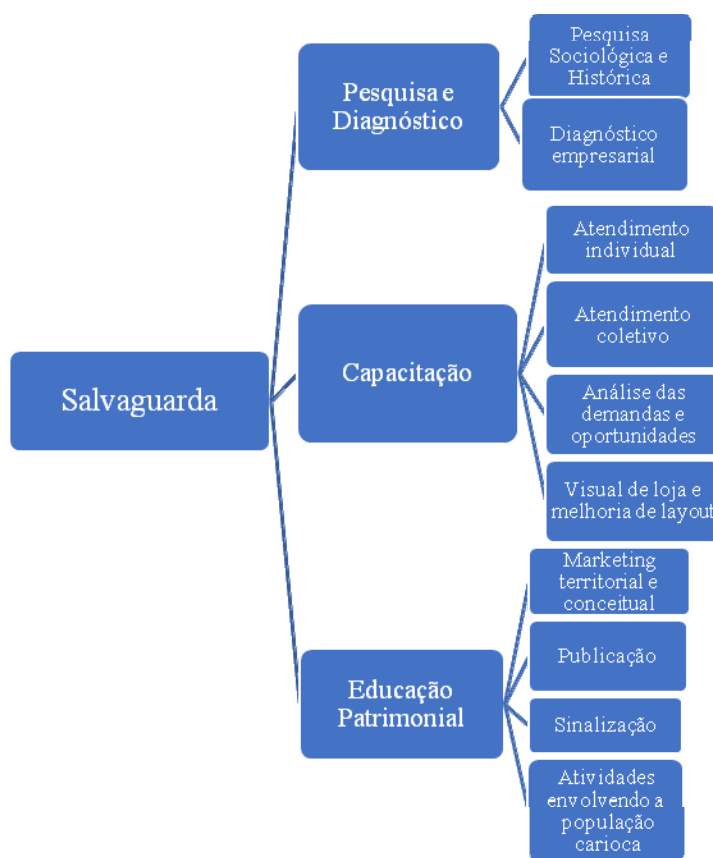 Salvaguarda
Pesquisa e
Diagnóstico
Pesquisa
Sociológica e
Histórica
Diagnóstico
empresarial
Capacitação
Atendimento
individual
Atendimento
coletivo
Análise das
demandas e
oportunidades
Visual de loja e
melhoria de layout
Educação
Patrimonial
Marketing
territorial e
conceitual
Publicação
Sinalização
Atividades
envolvendo a
população
carioca